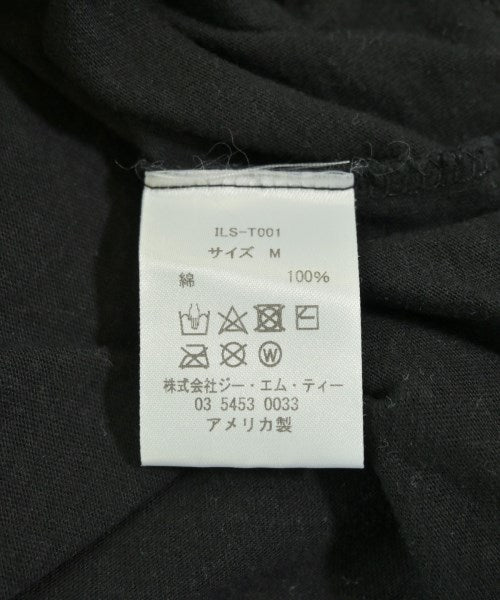 ILS-T001
サイズ M
綿 100%
W
株式会社ジー・エム・ティー
03 5453 0033
アメリカ製